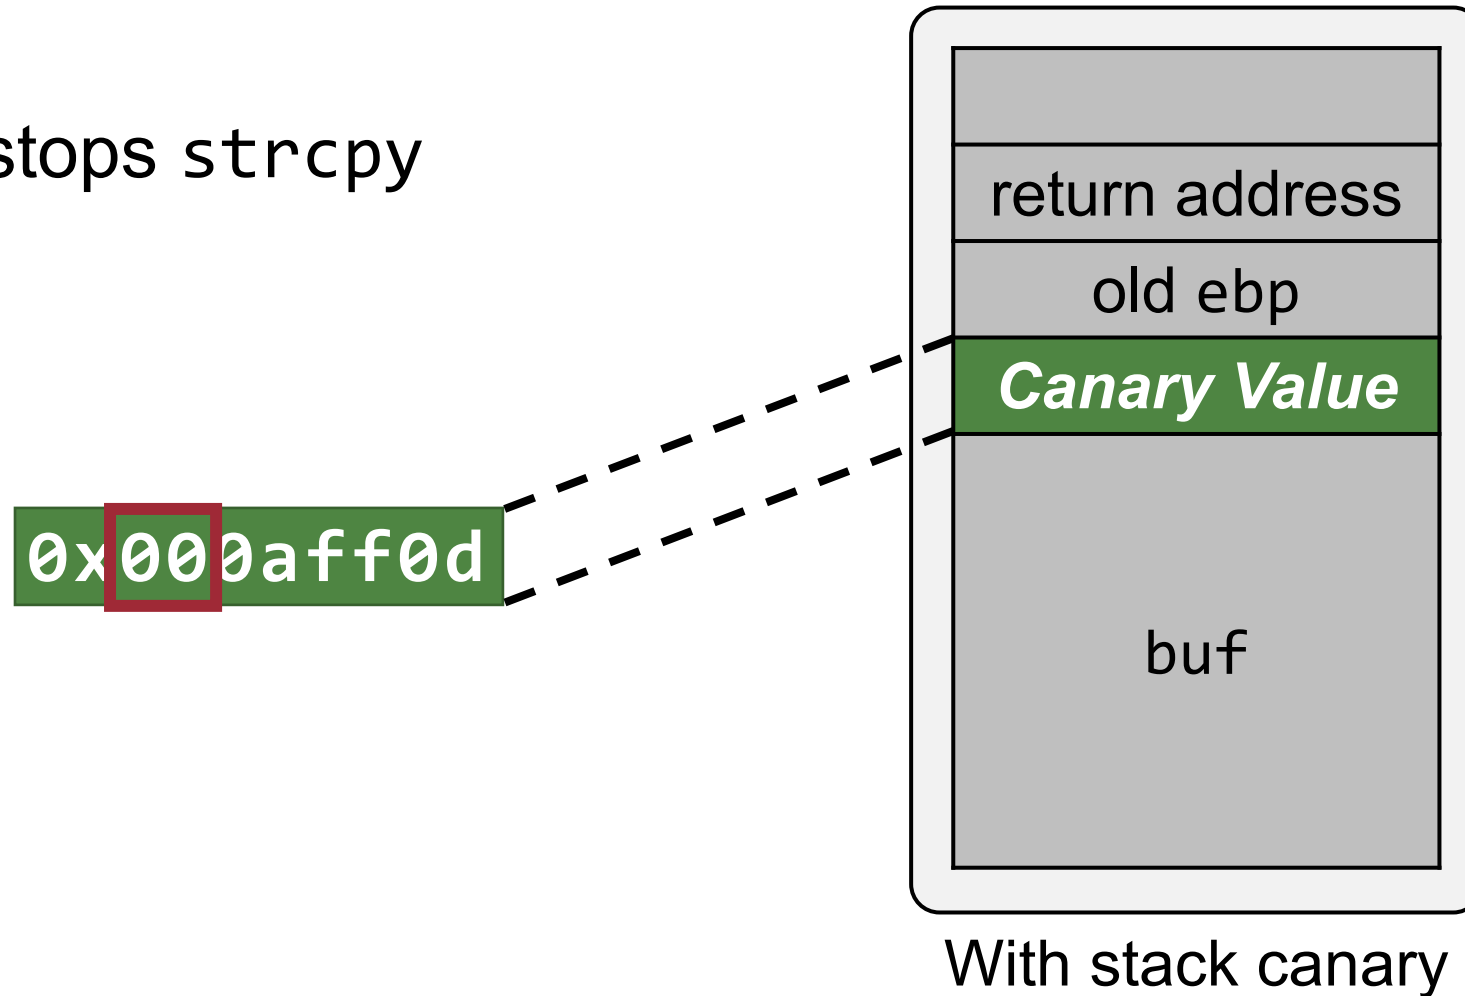 stops strcpy
return address
old ebp
Canary Value
0x000aff0d
buf
With stack canary